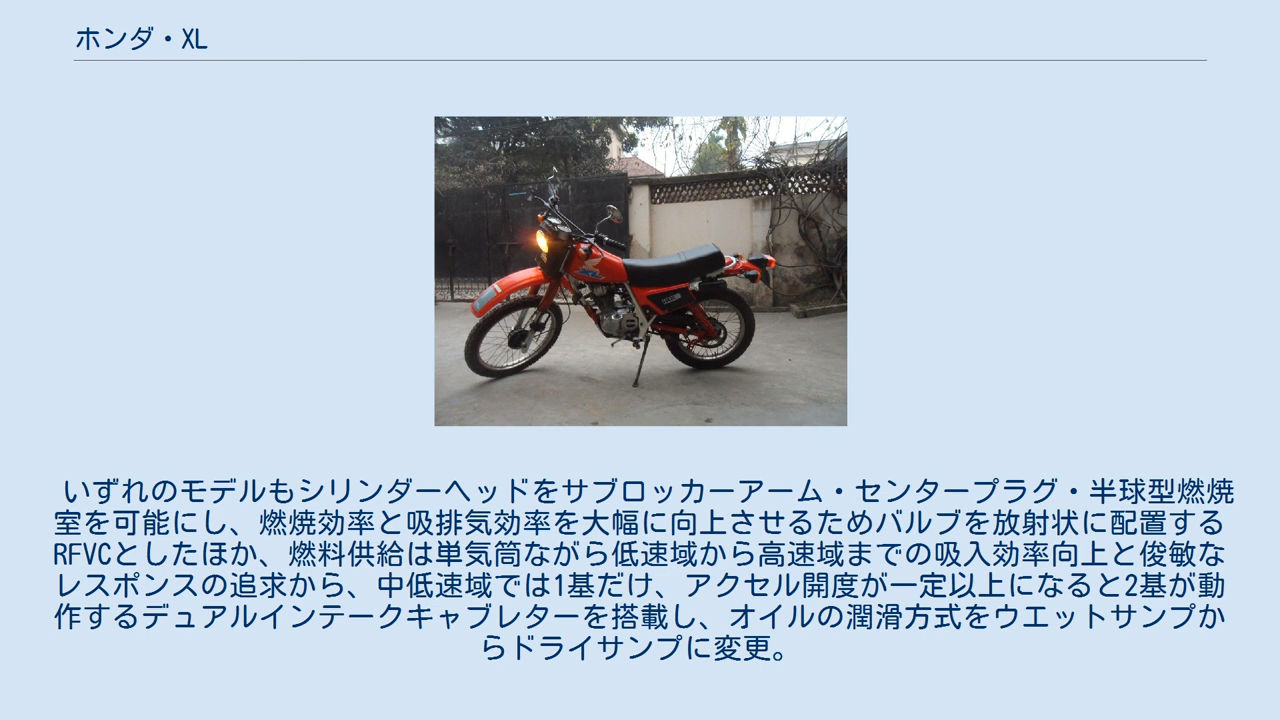 ホンダ・XL
いずれのモデルもシリンダーヘッドをサブロッカーアーム・センタープラグ・半球型燃焼
室を可能にし、燃焼効率と吸排気効率を大幅に向上させるためバルブを放射状に配置する
RFVCとしたほか、燃料供給は単気筒ながら低速域から高速域までの吸入効率向上と俊敏な
レスポンスの追求から、中低速域では1基だけ、アクセル開度が一定以上になると2基が動
作するデュアルインテークキャブレターを搭載し、オイルの潤滑方式をウエットサンプか
らドライサンプに変更。